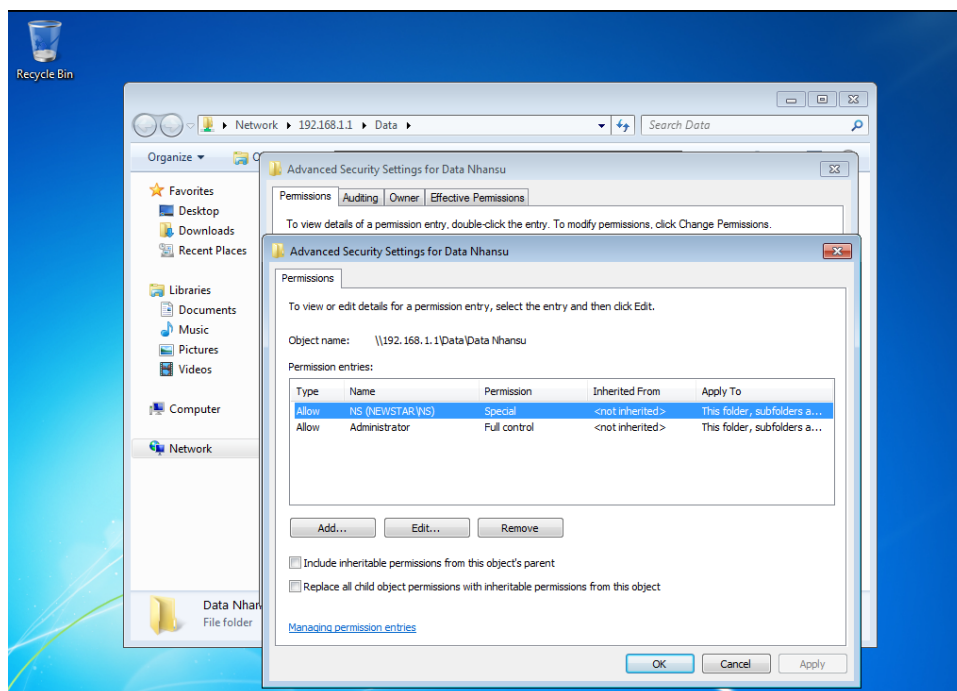 Recycle Bin
Network 192.168.1.1 Data
Search Data
Organize
Advanced Security Settings for Data Nhansu
Permissions Auditing Owner Effective Permissions
To view details of a permission entry, double-click the entry. To modify permissions, click Change Permissions.
Favorites
Desktop
Downloads
Recent Places
Libraries
Documents
Music
Pictures
Videos
Computer
Network
Advanced Security Settings for Data Nhansu
Permissions
To view or edit details for a permission entry, select the entry and then click Edit.
Object name: \\192.168.1.1\Data\Data Nhansu
Permission entries:
Type Name Permission Inherited From Apply To
Allow NS (NEWSTAR\NS) Special <not inherited> This folder, subfolders a...
Allow Administrator Full control <not inherited> This folder, subfolders a...
Add... Edit... Remove
Include inheritable permissions from this object's parent
Replace all child object permissions with inheritable permissions from this object
Managing permission entries
OK Cancel Apply
Data Nhan
File folder